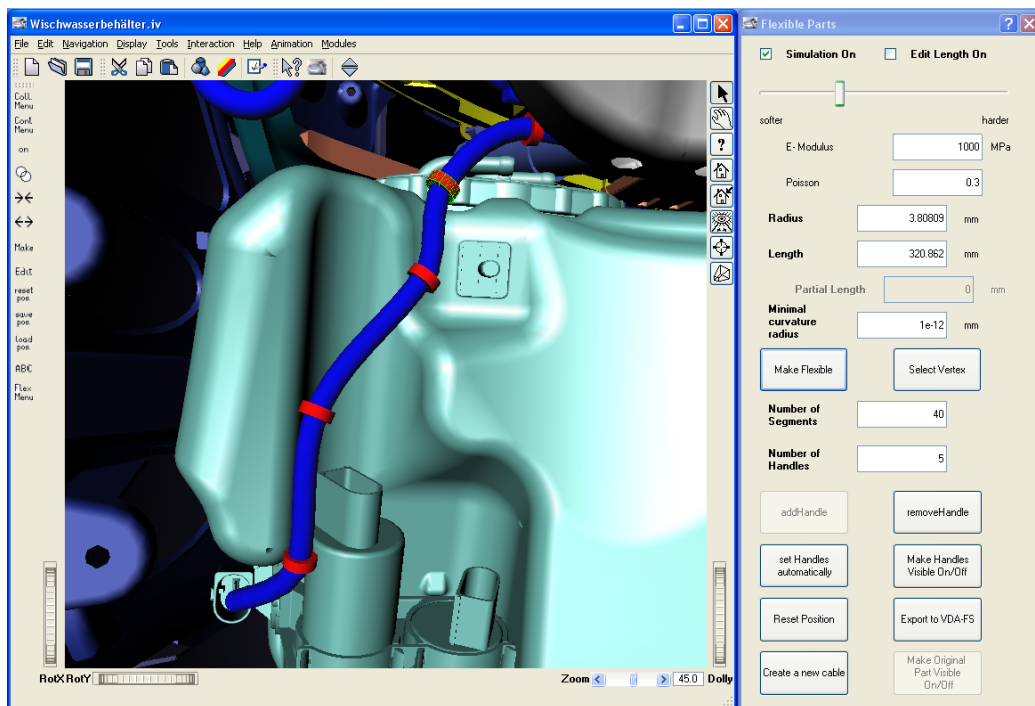 Wischwasserbehälter.iv
File Edit Navigation Display Tools Interaction Help Animation Modules
Coll.
Menu
Cont
Menu
on
Make
Edit
reset
pos.
save
pos.
load
pos.
ABC
Flex
Menu
?
RotX RotY
Zoom
45.0
Dolly
Flexible Parts
Simulation On
Edit Length On
softer
harder
E- Modulus
1000
MPa
Poisson
0.3
Radius
3.80809
mm
Length
320.862
mm
Partial Length
0
mm
Minimal
curvature
radius
1e-12
mm
Make Flexible
Select Vertex
Number of
Segments
40
Number of
Handles
5
addHandle
removeHandle
set Handles
automatically
Make Handles
Visible On/Off
Reset Position
Export to VDA-FS
Create a new cable
Make Original
Part Visible
On/Off